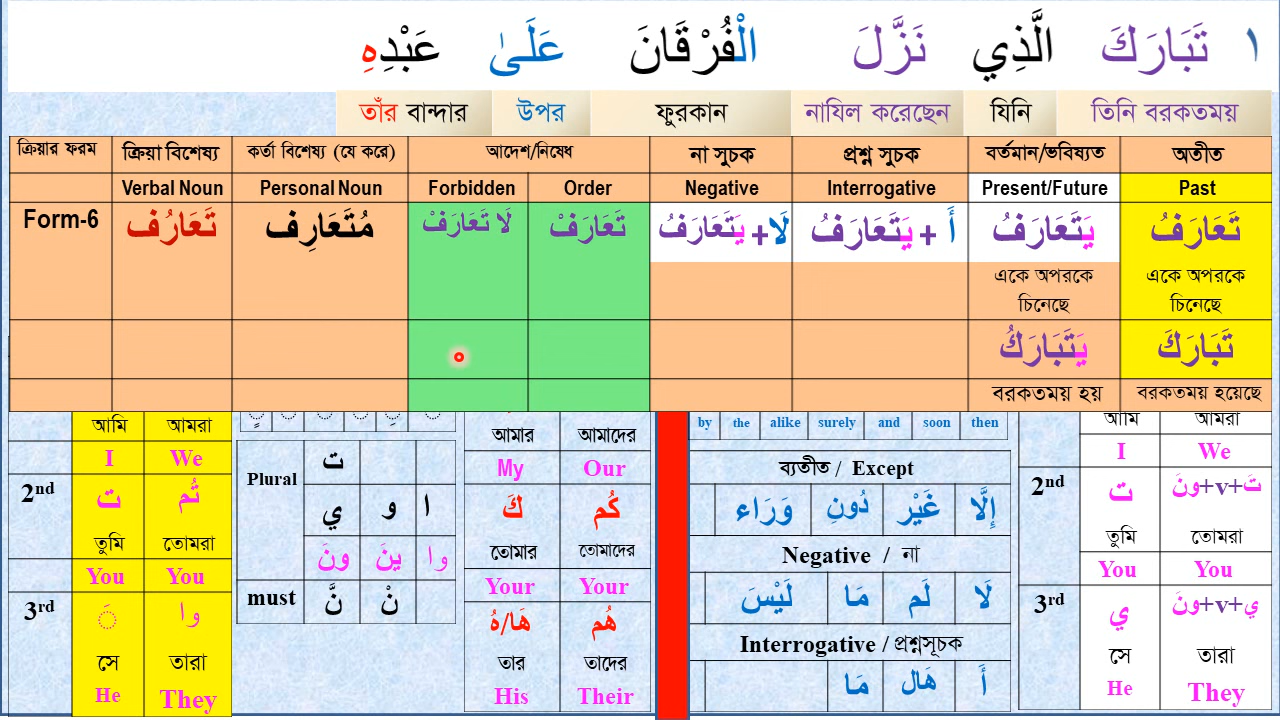 ١ تَبَارَكَ الَّذِي نَزَّلَ الْفُرْقَانَ عَلَىٰ عَبْدِهِ
তাঁর বান্দার উপর ফুরকান নাযিল করেছেন যিনি তিনি বরকতময়
ক্রিয়ার ফরম ক্রিয়া বিশেষ্য কর্তা বিশেষ্য (যে করে) আদেশ/নিষেধ না সুচক প্রশ্ন সুচক বর্তমান/ভবিষ্যত অতীত
Verbal Noun Personal Noun Forbidden Order Negative Interrogative Present/Future Past
Form-6 تَعَارُف مُتَعَارِف لَا تَعَارَفْ تَعَارَفْ لَا+ يَتَعَارَفُ أَ + يَتَعَارَفُ يَتَعَارَفُ تَعَارَفُ
একে অপরকে চিনেছে একে অপরকে চিনেছে
يَتَبَارَكُ تَبَارَكَ
বরকতময় হয় বরকতময় হয়েছে
আমি আমরা
I We
2nd ت تُم
তুমি তোমরা
You You
3rd َ وا
সে তারা
He They
Plural ت
ي و ا
ونَ ينَ وا
must نَّ نْ
আমার আমাদের
My Our
كَ كُم
তোমার তোমাদের
Your Your
هَا/هُ هُم
তার তাদের
His Their
by the alike surely and soon then
ব্যতীত / Except
وَرَاء دُونِ غَيْر إِلَّا
Negative / না
لَيْسَ مَا لَم لَا
Interrogative / প্রশ্নসূচক
مَا هَال أَ
আমি আমরা
I We
2nd ت تَ+v+ونَ
তুমি তোমরা
You You
3rd ي ي+v+ونَ
সে তারা
He They